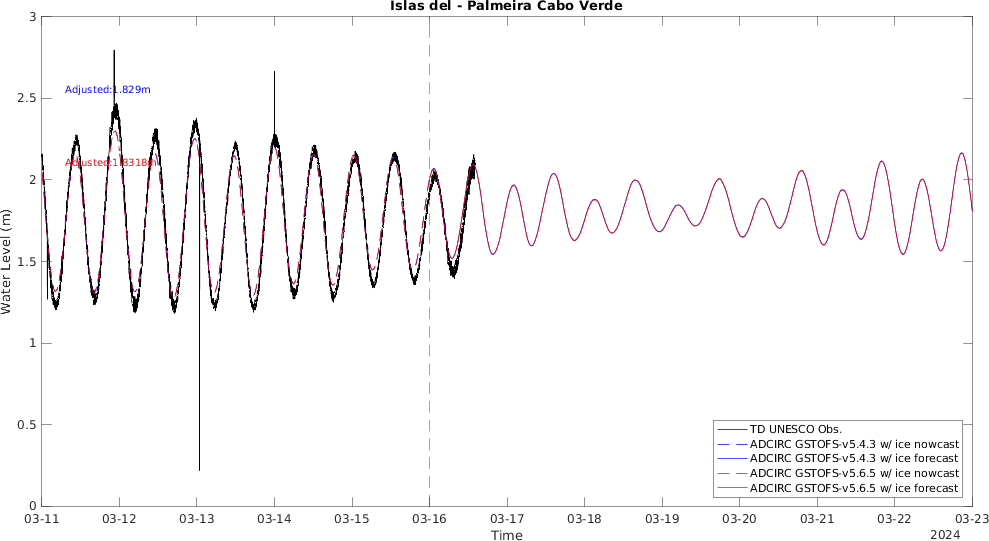 Islas del - Palmeira Cabo Verde
3
2.5
2
1.5
1
0.5
0
Water Level (m)
Adjusted:1.829m
Adjusted:1.8318m
TD UNESCO Obs.
ADCIRC GSTOFS-v5.4.3 w/ ice nowcast
ADCIRC GSTOFS-v5.4.3 w/ ice forecast
ADCIRC GSTOFS-v5.6.5 w/ ice nowcast
ADCIRC GSTOFS-v5.6.5 w/ ice forecast
03-11 03-12 03-13 03-14 03-15 03-16 03-17 03-18 03-19 03-20 03-21 03-22 03-23
Time
2024